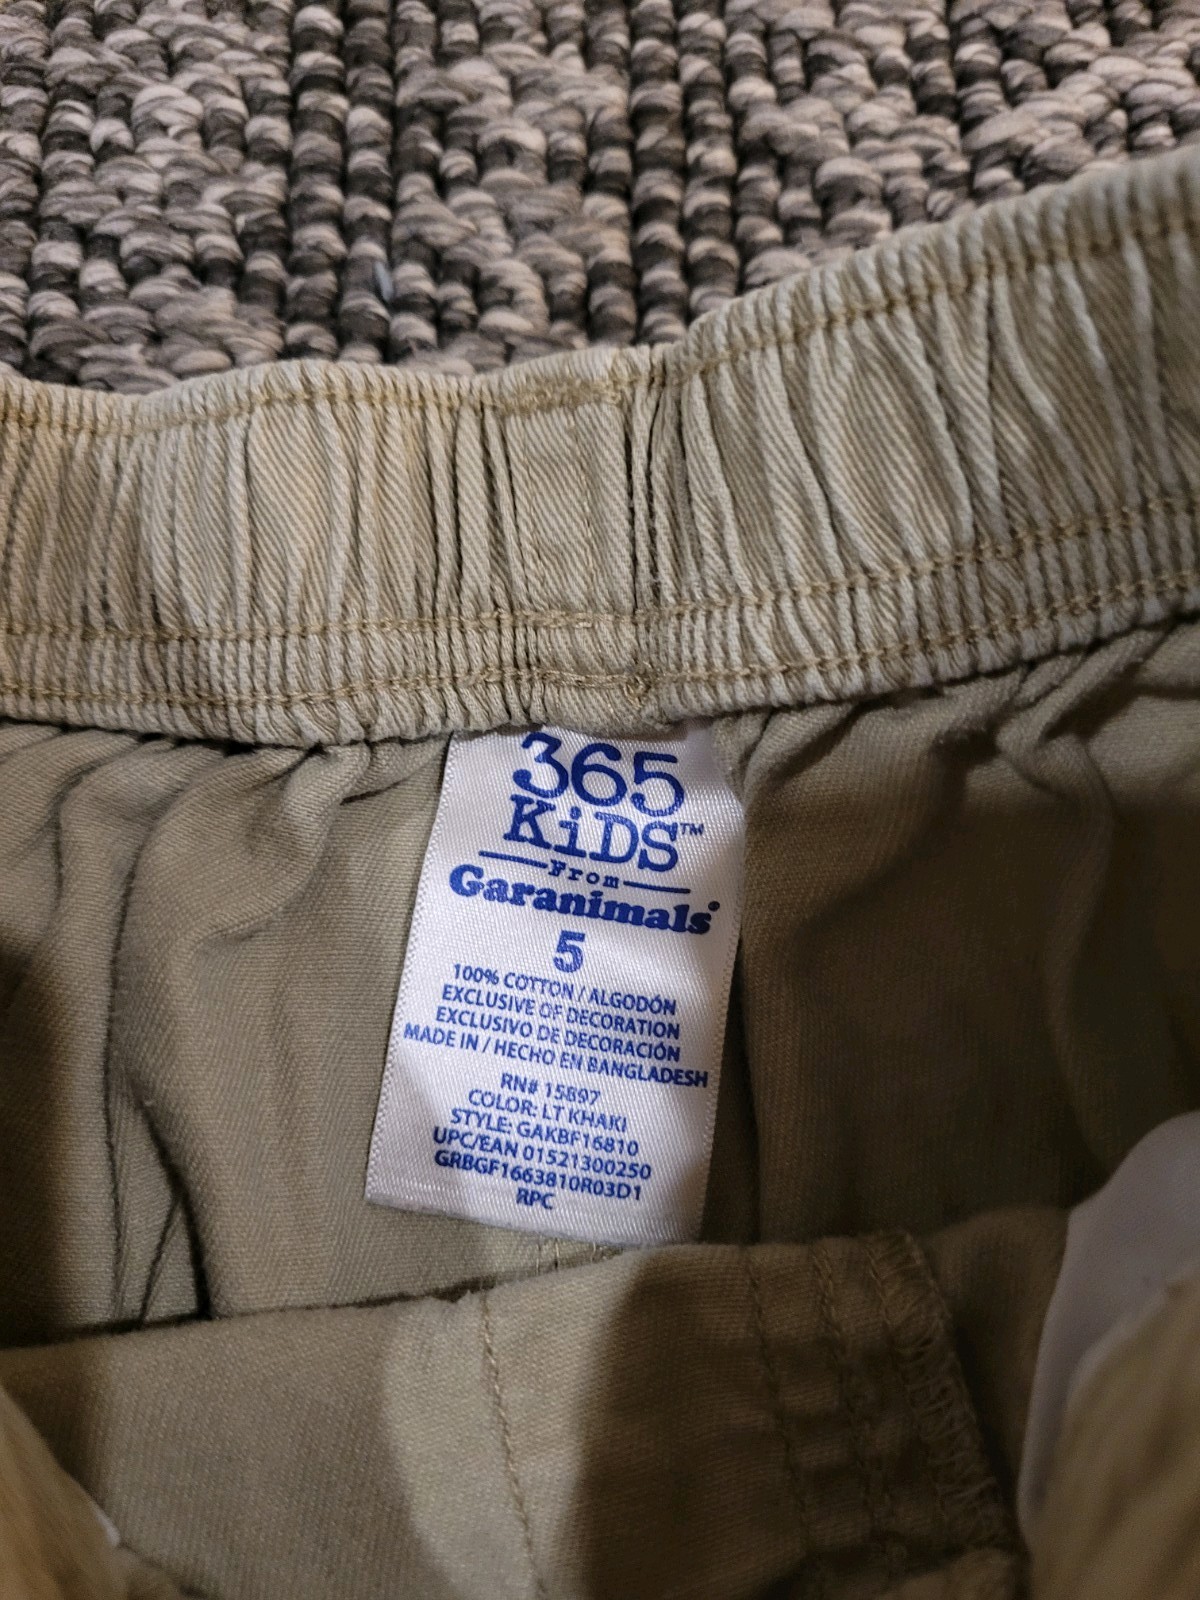 365
KiDS™
From
Garanimals®
5
100% COTTON / ALGODÓN
EXCLUSIVE OF DECORATION
EXCLUSIVO DE DECORACIÓN
MADE IN / HECHO EN BANGLADESH
RN# 15897
COLOR: LT KHAKI
STYLE: GAKBF16810
UPC/EAN 01521300250
GRBGF1663810R03D1
RPC